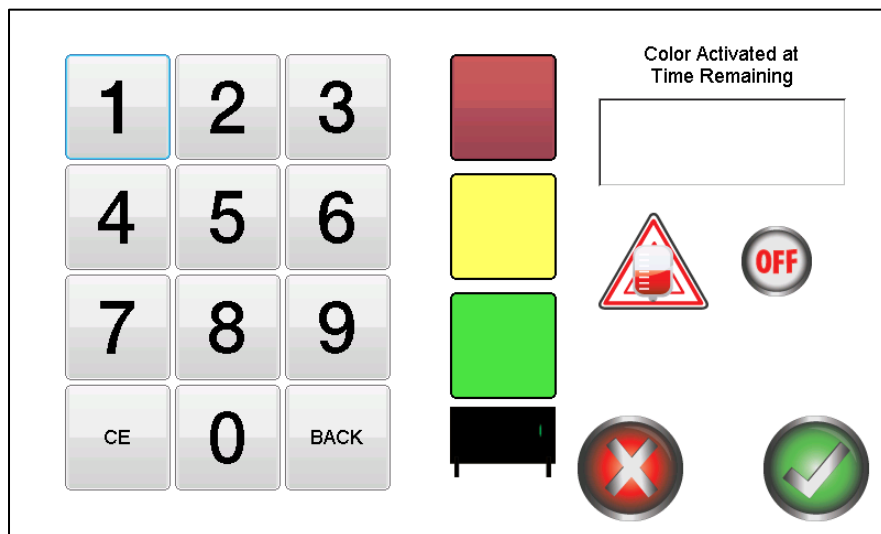 1 2 3
4 5 6
7 8 9
CE 0 BACK
Color Activated at
Time Remaining
OFF